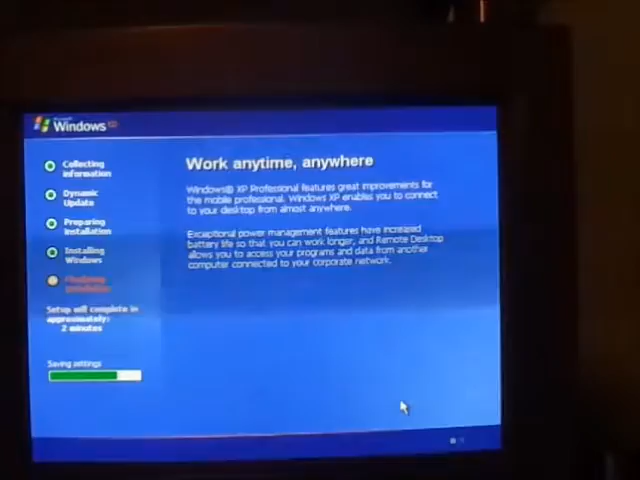 Microsoft
Windows XP
Collecting
information
Dynamic
Update
Preparing
installation
Installing
Windows
Finalizing
installation
Setup will complete in
approximately:
2 minutes
Saving settings
Work anytime, anywhere
Windows® XP Professional features great improvements for
the mobile professional. Windows XP enables you to connect
to your desktop from almost anywhere.
Exceptional power management features have increased
battery life so that you can work longer, and Remote Desktop
allows you to access your programs and data from another
computer connected to your corporate network.